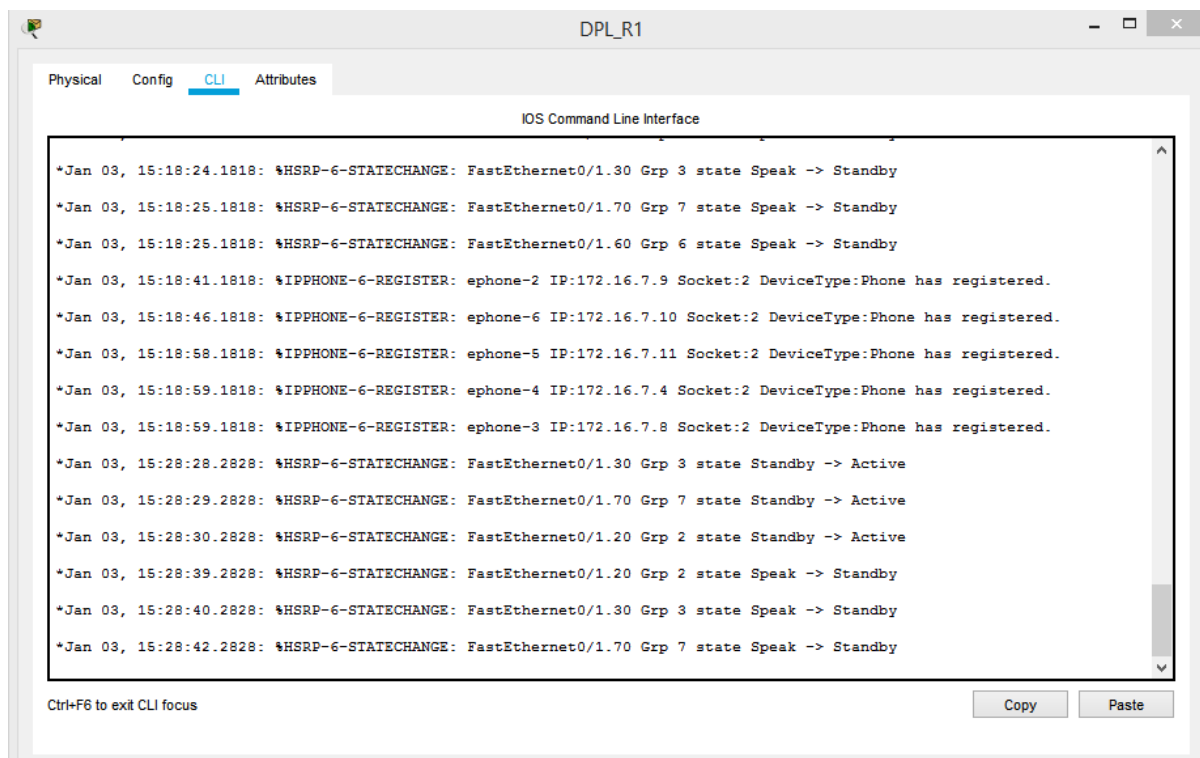 DPL_R1
Physical Config CLI Attributes
IOS Command Line Interface
*Jan 03, 15:18:24.1818: %HSRP-6-STATECHANGE: FastEthernet0/1.30 Grp 3 state Speak -> Standby
*Jan 03, 15:18:25.1818: %HSRP-6-STATECHANGE: FastEthernet0/1.70 Grp 7 state Speak -> Standby
*Jan 03, 15:18:25.1818: %HSRP-6-STATECHANGE: FastEthernet0/1.60 Grp 6 state Speak -> Standby
*Jan 03, 15:18:41.1818: %IPPHONE-6-REGISTER: ephone-2 IP:172.16.7.9 Socket:2 DeviceType:Phone has registered.
*Jan 03, 15:18:46.1818: %IPPHONE-6-REGISTER: ephone-6 IP:172.16.7.10 Socket:2 DeviceType:Phone has registered.
*Jan 03, 15:18:58.1818: %IPPHONE-6-REGISTER: ephone-5 IP:172.16.7.11 Socket:2 DeviceType:Phone has registered.
*Jan 03, 15:18:59.1818: %IPPHONE-6-REGISTER: ephone-4 IP:172.16.7.4 Socket:2 DeviceType:Phone has registered.
*Jan 03, 15:18:59.1818: %IPPHONE-6-REGISTER: ephone-3 IP:172.16.7.8 Socket:2 DeviceType:Phone has registered.
*Jan 03, 15:28:28.2828: %HSRP-6-STATECHANGE: FastEthernet0/1.30 Grp 3 state Standby -> Active
*Jan 03, 15:28:29.2828: %HSRP-6-STATECHANGE: FastEthernet0/1.70 Grp 7 state Standby -> Active
*Jan 03, 15:28:30.2828: %HSRP-6-STATECHANGE: FastEthernet0/1.20 Grp 2 state Standby -> Active
*Jan 03, 15:28:39.2828: %HSRP-6-STATECHANGE: FastEthernet0/1.20 Grp 2 state Speak -> Standby
*Jan 03, 15:28:40.2828: %HSRP-6-STATECHANGE: FastEthernet0/1.30 Grp 3 state Speak -> Standby
*Jan 03, 15:28:42.2828: %HSRP-6-STATECHANGE: FastEthernet0/1.70 Grp 7 state Speak -> Standby
Ctrl+F6 to exit CLI focus Copy Paste